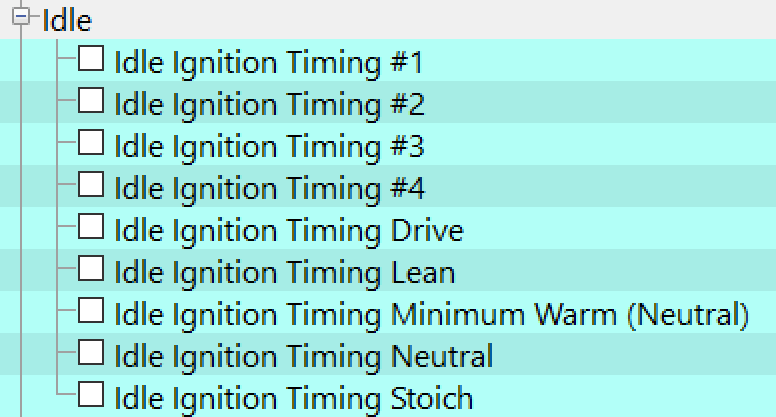 Idle
Idle Ignition Timing #1
Idle Ignition Timing #2
Idle Ignition Timing #3
Idle Ignition Timing #4
Idle Ignition Timing Drive
Idle Ignition Timing Lean
Idle Ignition Timing Minimum Warm (Neutral)
Idle Ignition Timing Neutral
Idle Ignition Timing Stoich